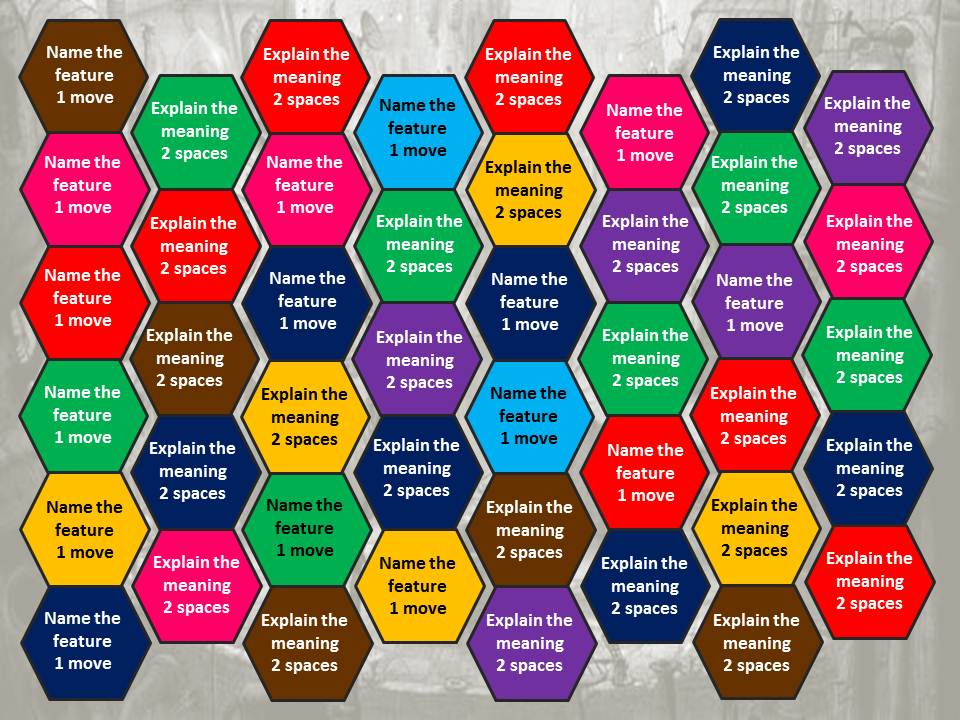 Name the
feature
1 move
Name the
feature
1 move
Name the
feature
1 move
Name the
feature
1 move
Name the
feature
1 move
Name the
feature
1 move
Explain the
meaning
2 spaces
Explain the
meaning
2 spaces
Explain the
meaning
2 spaces
Explain the
meaning
2 spaces
Explain the
meaning
2 spaces
Explain the
meaning
2 spaces
Name the
feature
1 move
Name the
feature
1 move
Explain the
meaning
2 spaces
Name the
feature
1 move
Explain the
meaning
2 spaces
Name the
feature
1 move
Explain the
meaning
2 spaces
Explain the
meaning
2 spaces
Explain the
meaning
2 spaces
Name the
feature
1 move
Explain the
meaning
2 spaces
Explain the
meaning
2 spaces
Name the
feature
1 move
Name the
feature
1 move
Explain the
meaning
2 spaces
Explain the
meaning
2 spaces
Name the
feature
1 move
Explain the
meaning
2 spaces
Explain the
meaning
2 spaces
Name the
feature
1 move
Explain the
meaning
2 spaces
Explain the
meaning
2 spaces
Explain the
meaning
2 spaces
Name the
feature
1 move
Explain the
meaning
2 spaces
Explain the
meaning
2 spaces
Explain the
meaning
2 spaces
Explain the
meaning
2 spaces
Explain the
meaning
2 spaces
Explain the
meaning
2 spaces
Explain the
meaning
2 spaces
Explain the
meaning
2 spaces